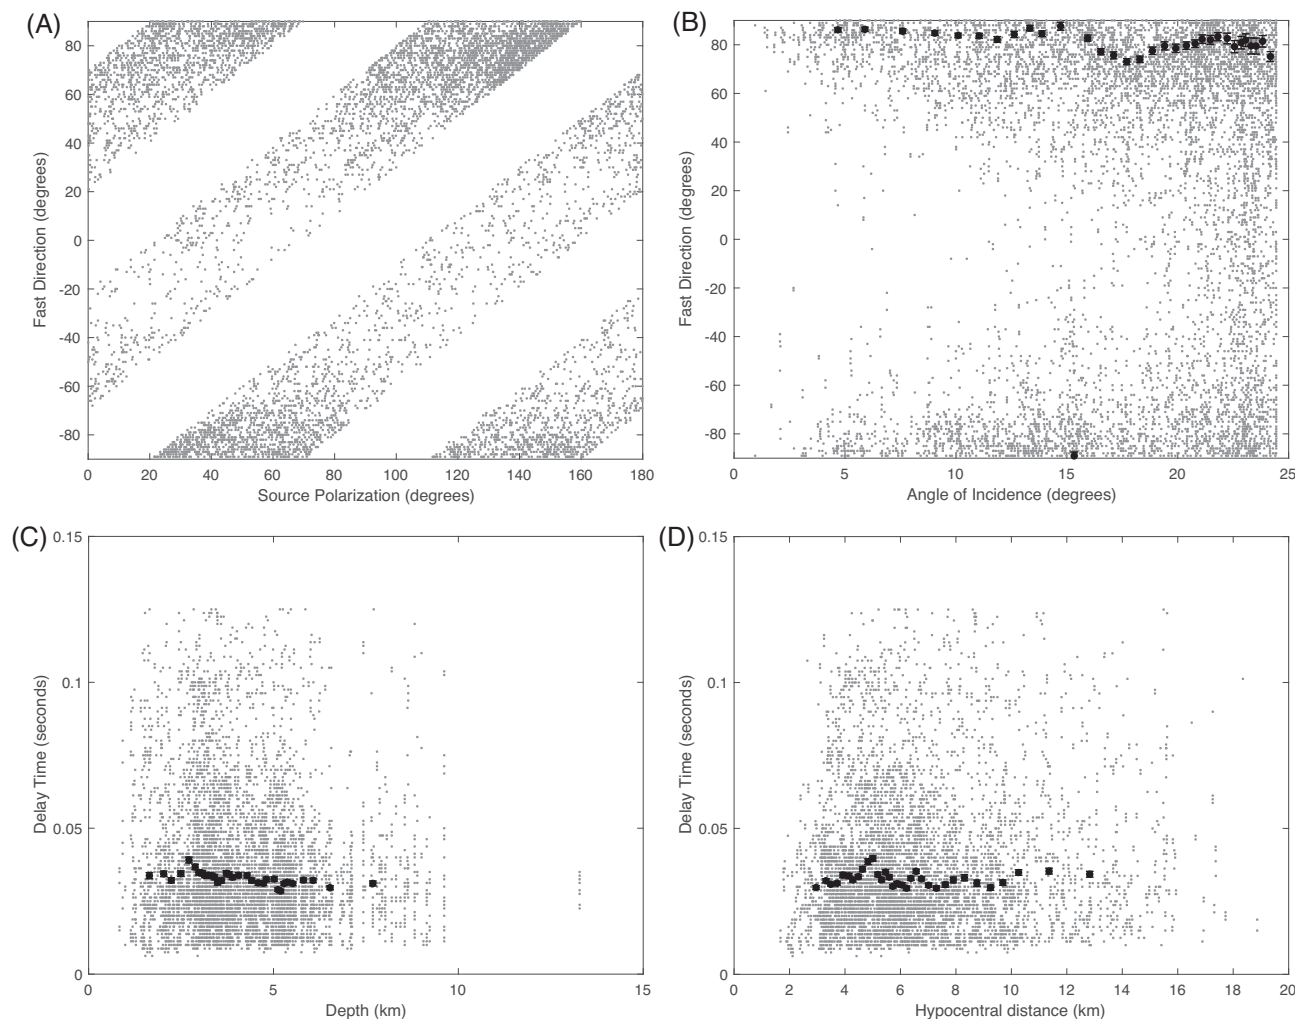 (A)
80
60
40
20
0
-20
-40
-60
-80
Fast Direction (degrees)
0 20 40 60 80 100 120 140 160 180
Source Polarization (degrees)
(B)
80
60
40
20
0
-20
-40
-60
-80
Fast Direction (degrees)
0 5 10 15 20 25
Angle of Incidence (degrees)
(C)
0.15
0.1
0.05
0
Delay Time (seconds)
0 5 10 15
Depth (km)
(D)
0.15
0.1
0.05
0
Delay Time (seconds)
0 2 4 6 8 10 12 14 16 18 20
Hypocentral distance (km)